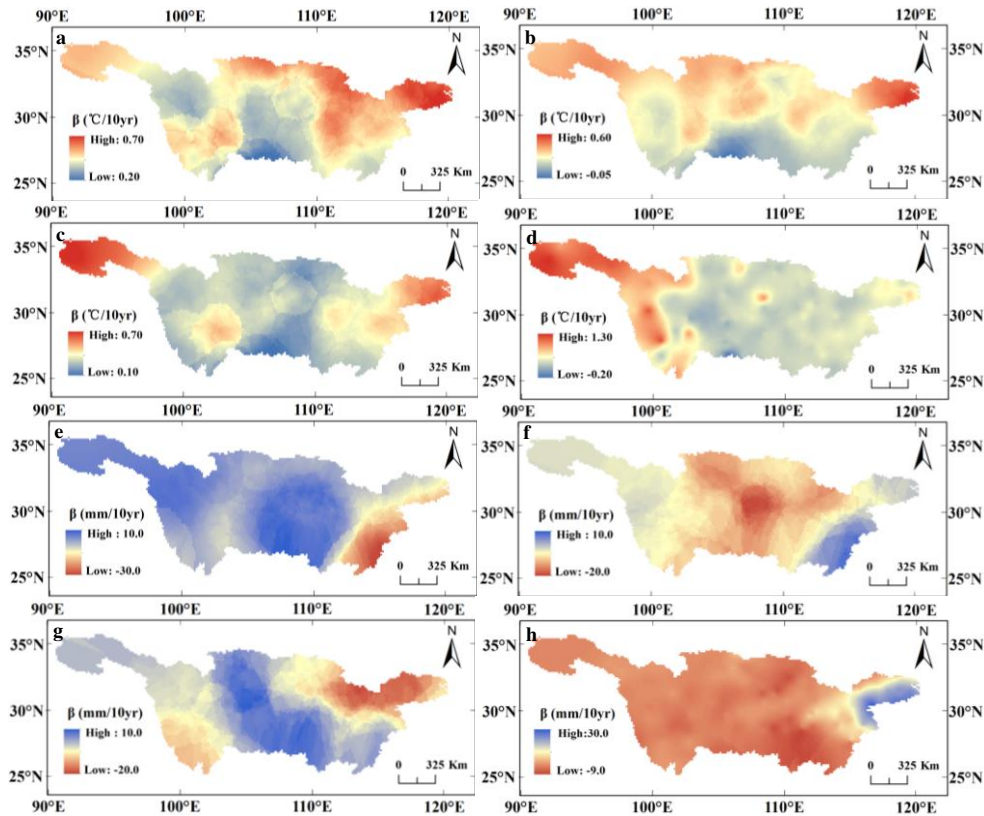 90°E 100°E 110°E 120°E 90°E 100°E 110°E 120°E
a
N
35°N
30°N
25°N
β (℃/10yr)
High: 0.70
Low: 0.20
0 325 Km
b
N
35°N
30°N
25°N
β (℃/10yr)
High: 0.60
Low: -0.05
0 325 Km
90°E 100°E 110°E 120°E 90°E 100°E 110°E 120°E
c
N
35°N
30°N
25°N
β (℃/10yr)
High: 0.70
Low: 0.10
0 325 Km
d
N
35°N
30°N
25°N
β (℃/10yr)
High: 1.30
Low: -0.20
0 325 Km
90°E 100°E 110°E 120°E 90°E 100°E 110°E 120°E
e
N
35°N
30°N
25°N
β (mm/10yr)
High : 10.0
Low: -30.0
0 325 Km
f
N
35°N
30°N
25°N
β (mm/10yr)
High : 10.0
Low: -20.0
0 325 Km
90°E 100°E 110°E 120°E 90°E 100°E 110°E 120°E
g
N
35°N
30°N
25°N
β (mm/10yr)
High : 10.0
Low: -20.0
0 325 Km
h
N
35°N
30°N
25°N
β (mm/10yr)
High:30.0
Low: -9.0
0 325 Km
35°N
30°N
25°N
90°E 100°E 110°E 120°E 90°E 100°E 110°E 120°E